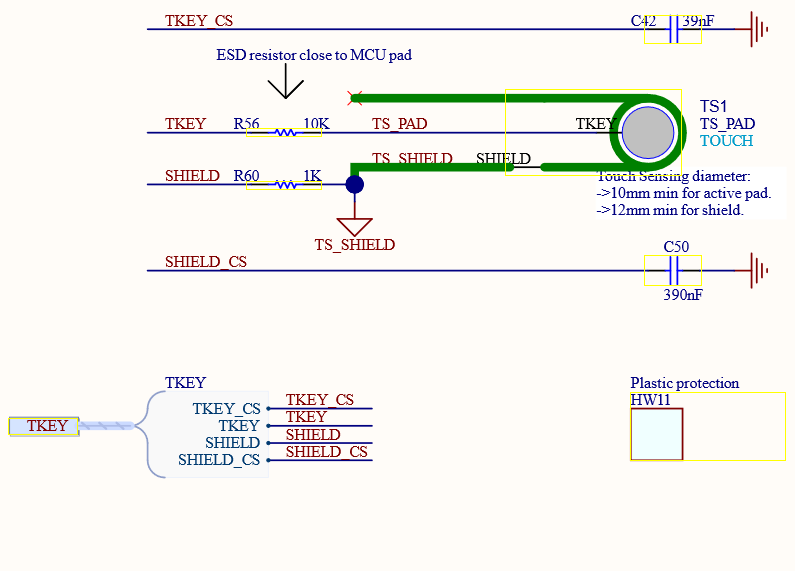 TKEY_CS
C42 39nF
ESD resistor close to MCU pad
TKEY R56 10K TS_PAD TKEY
TS1
TS_PAD
TOUCH
SHIELD R60 1K TS_SHIELD SHIELD
Touch Sensing diameter:
->10mm min for active pad.
->12mm min for shield.
TS_SHIELD
SHIELD_CS
C50
390nF
TKEY
TKEY
TKEY_CS TKEY_CS
TKEY TKEY
SHIELD SHIELD
SHIELD_CS SHIELD_CS
Plastic protection
HW11